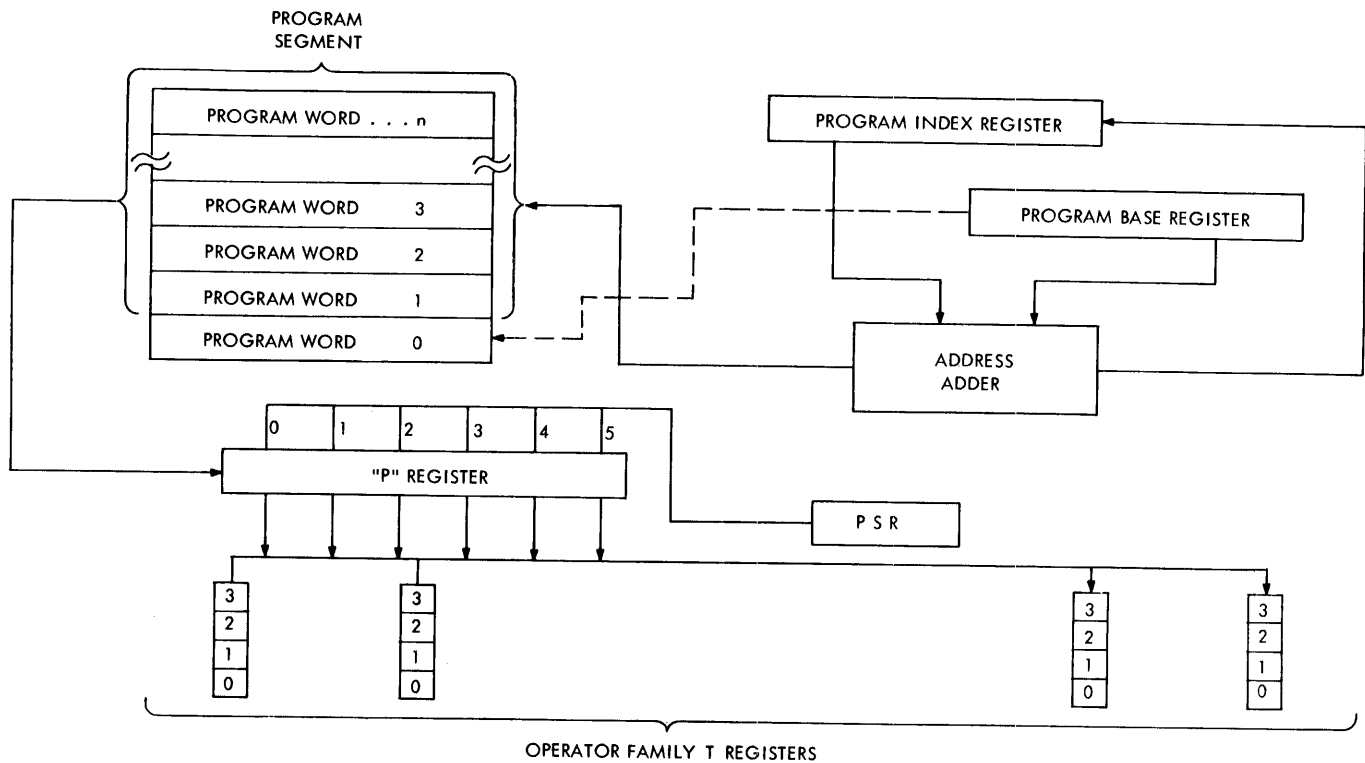 PROGRAM
SEGMENT
PROGRAM WORD . . . n
PROGRAM INDEX REGISTER
PROGRAM WORD 3
PROGRAM BASE REGISTER
PROGRAM WORD 2
PROGRAM WORD 1
PROGRAM WORD 0
ADDRESS
ADDER
0 1 2 3 4 5
"P" REGISTER
P S R
3 3 3 3
2 2 2 2
1 1 1 1
0 0 0 0
OPERATOR FAMILY T REGISTERS